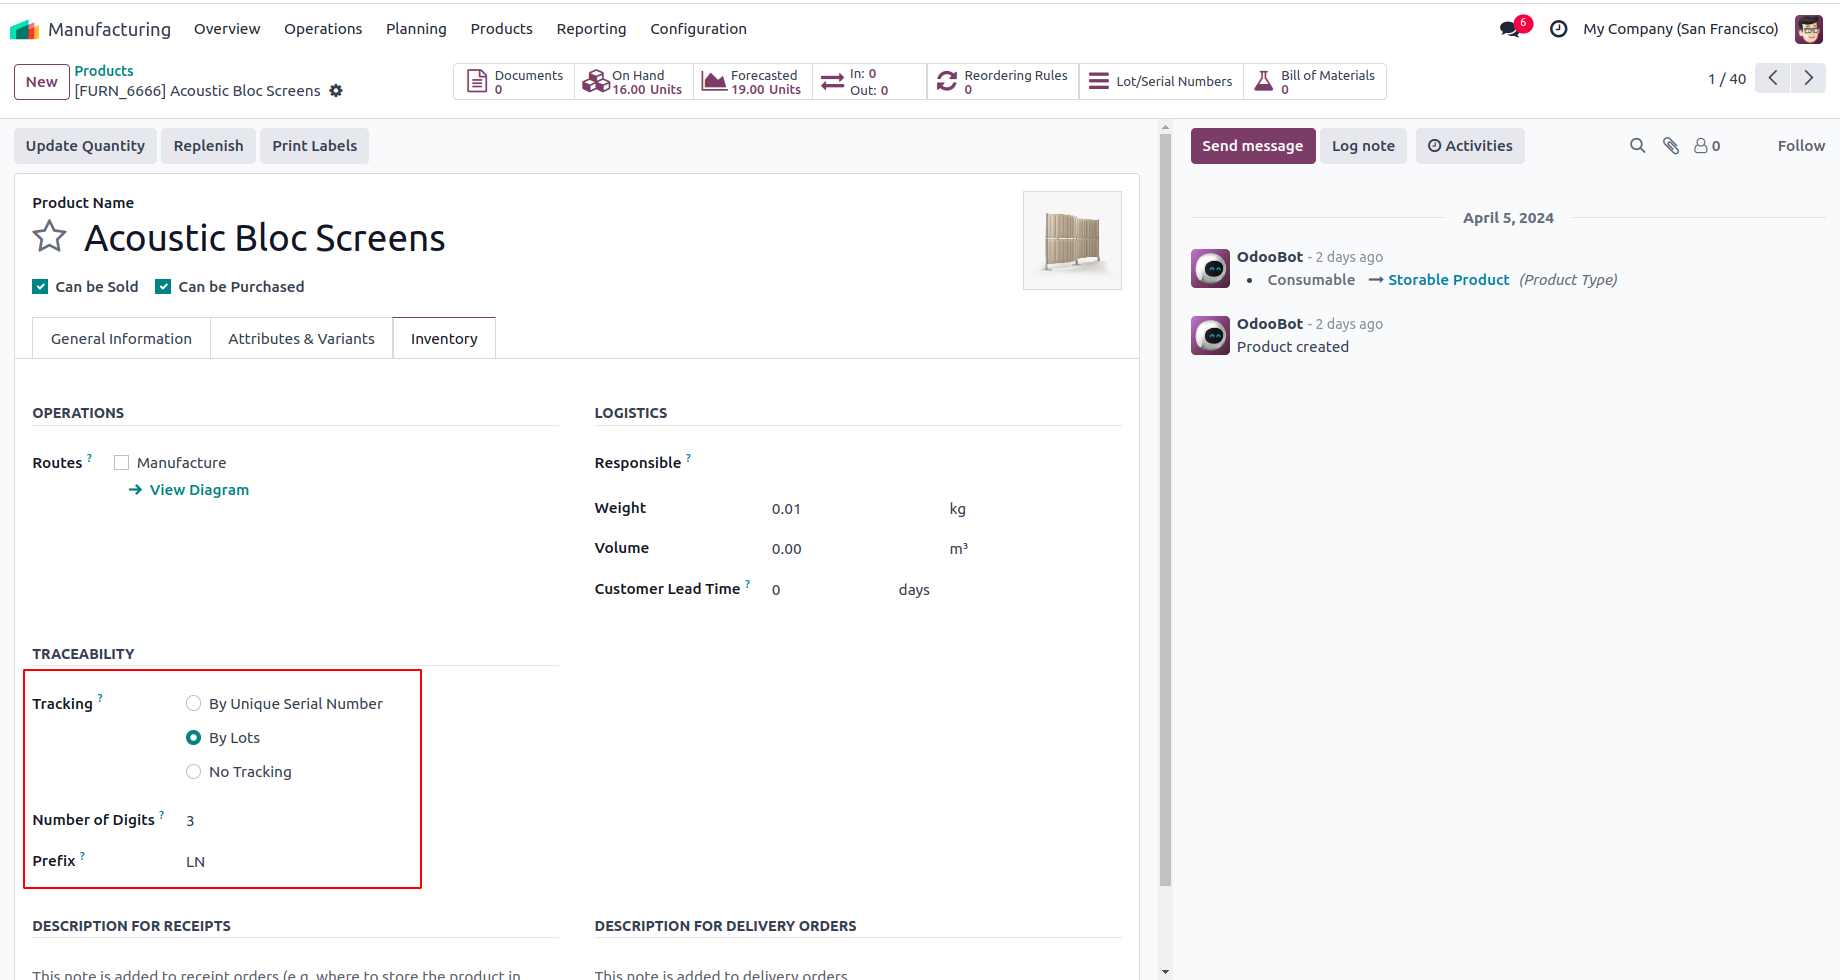 Manufacturing Overview Operations Planning Products Reporting Configuration 6 My Company (San Francisco)
New Products
[FURN_6666] Acoustic Bloc Screens
Documents 0
On Hand 16.00 Units
Forecasted 19.00 Units
In: 0
Out: 0
Reordering Rules 0
Lot/Serial Numbers
Bill of Materials 0
1 / 40
Update Quantity Replenish Print Labels
Product Name
Acoustic Bloc Screens
Can be Sold Can be Purchased
General Information Attributes & Variants Inventory
OPERATIONS
Routes ? Manufacture
View Diagram
LOGISTICS
Responsible ?
Weight 0.01 kg
Volume 0.00 m³
Customer Lead Time ? 0 days
TRACEABILITY
Tracking ? By Unique Serial Number
By Lots
No Tracking
Number of Digits ? 3
Prefix ? LN
DESCRIPTION FOR RECEIPTS
This note is added to receipt orders (e.g. where to store the product in
DESCRIPTION FOR DELIVERY ORDERS
This note is added to delivery orders
Send message Log note Activities 0 Follow
April 5, 2024
OdooBot - 2 days ago
• Consumable → Storable Product (Product Type)
OdooBot - 2 days ago
Product created